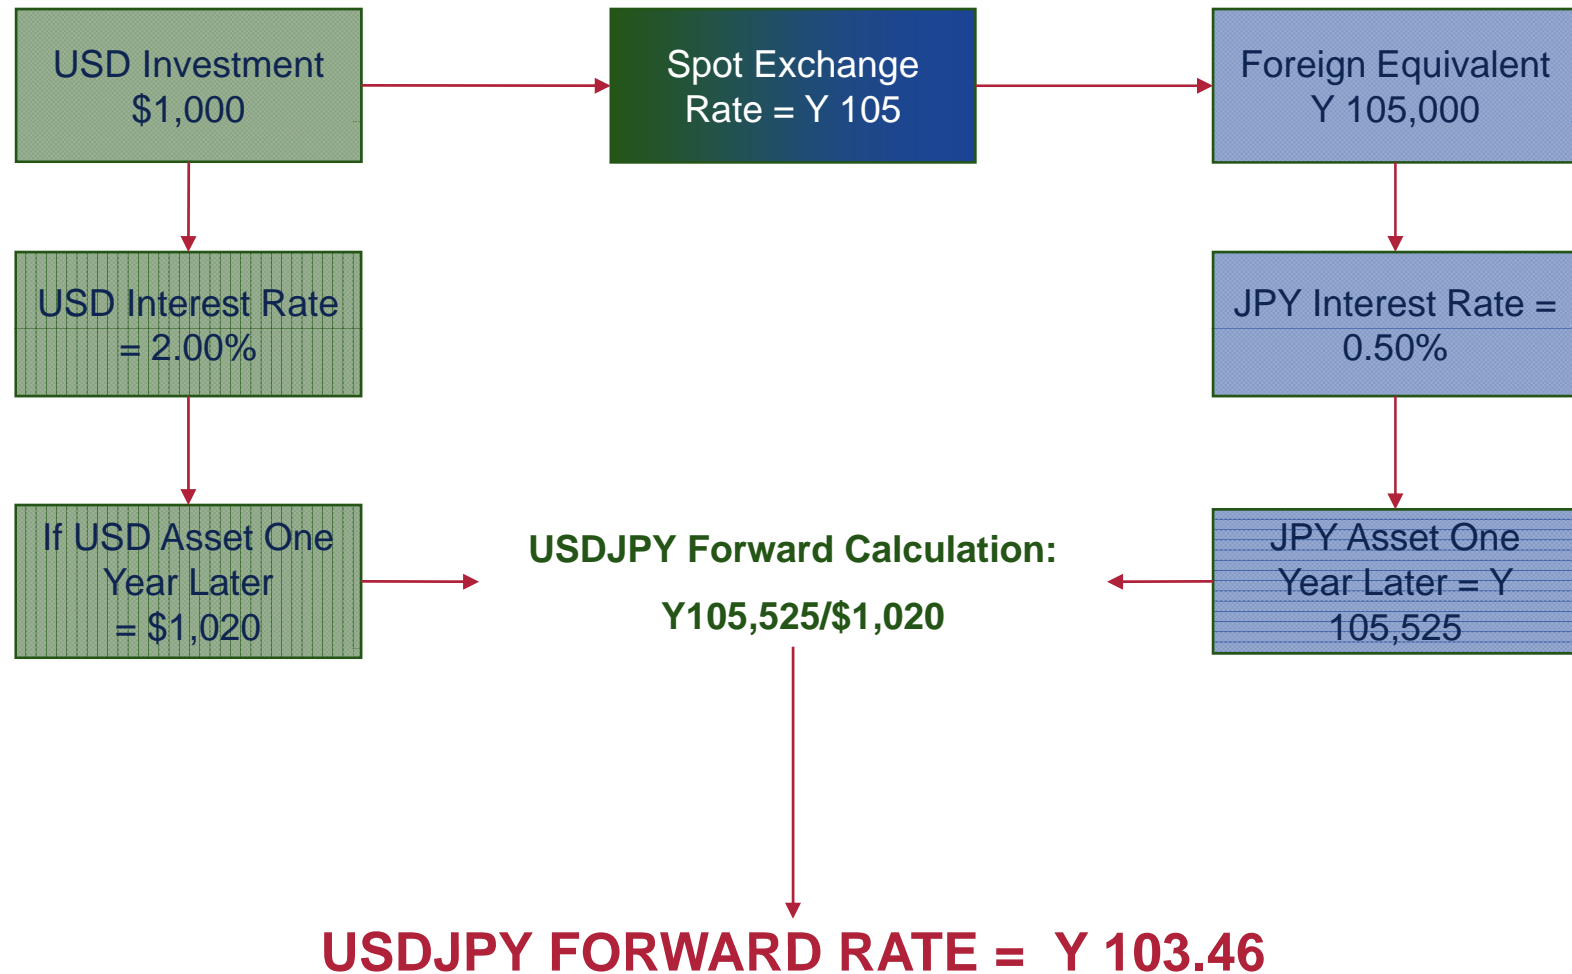 USD Investment
$1,000
Spot Exchange
Rate = Y 105
Foreign Equivalent
Y 105,000
USD Interest Rate
= 2.00%
JPY Interest Rate =
0.50%
If USD Asset One
Year Later
= $1,020
USDJPY Forward Calculation:
Y105,525/$1,020
JPY Asset One
Year Later = Y
105,525
USDJPY FORWARD RATE = Y 103.46